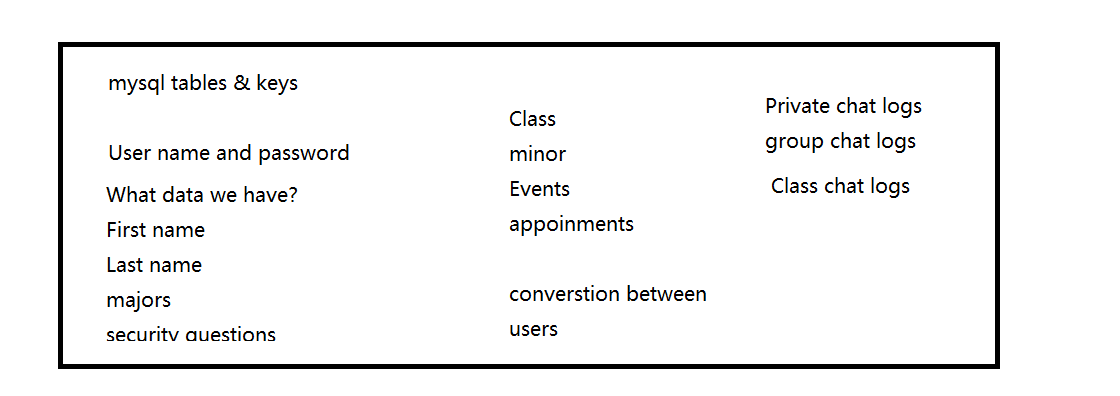 mysql tables & keys
User name and password
What data we have?
First name
Last name
majors
security questions
Class
minor
Events
appoinments
converstion between
users
Private chat logs
group chat logs
Class chat logs